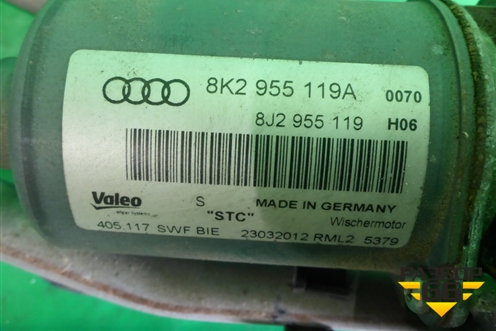 8K2 955 119A 0070
8J2 955 119 H06
Valeo S MADE IN GERMANY
"STC" Wischermotor
405.117 SWF BIE 23032012 RML2 5379